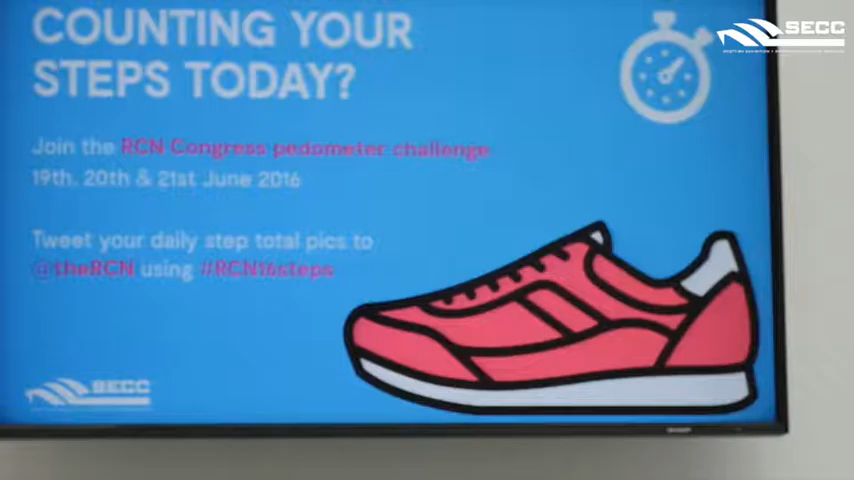 COUNTING YOUR
STEPS TODAY?
Join the RCN Congress pedometer challenge
19th, 20th & 21st June 2016
Tweet your daily step total pics to
@theRCN using #RCN16steps
SECC
SECC